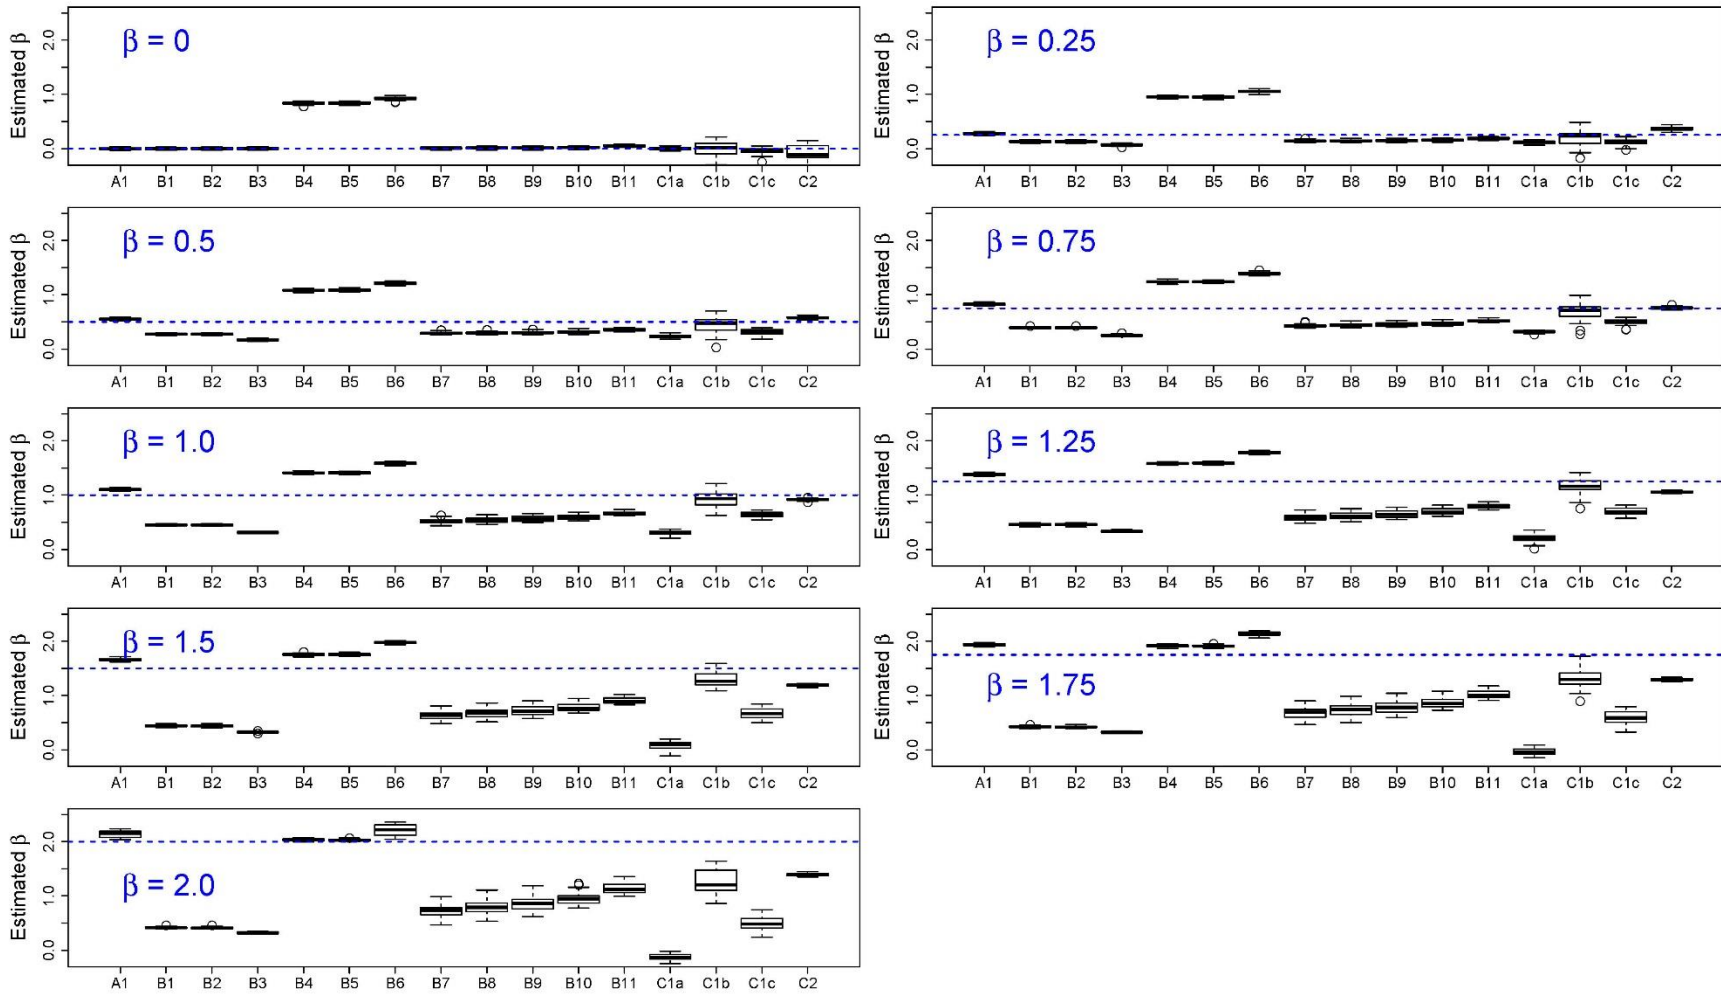 Estimated β
2.0
1.0
0.0
β = 0
A1 B1 B2 B3 B4 B5 B6 B7 B8 B9 B10 B11 C1a C1b C1c C2
Estimated β
2.0
1.0
0.0
β = 0.25
A1 B1 B2 B3 B4 B5 B6 B7 B8 B9 B10 B11 C1a C1b C1c C2
Estimated β
2.0
1.0
0.0
β = 0.5
A1 B1 B2 B3 B4 B5 B6 B7 B8 B9 B10 B11 C1a C1b C1c C2
Estimated β
2.0
1.0
0.0
β = 0.75
A1 B1 B2 B3 B4 B5 B6 B7 B8 B9 B10 B11 C1a C1b C1c C2
Estimated β
2.0
1.0
0.0
β = 1.0
A1 B1 B2 B3 B4 B5 B6 B7 B8 B9 B10 B11 C1a C1b C1c C2
Estimated β
2.0
1.0
0.0
β = 1.25
A1 B1 B2 B3 B4 B5 B6 B7 B8 B9 B10 B11 C1a C1b C1c C2
Estimated β
2.0
1.0
0.0
β = 1.5
A1 B1 B2 B3 B4 B5 B6 B7 B8 B9 B10 B11 C1a C1b C1c C2
Estimated β
2.0
1.0
0.0
β = 1.75
A1 B1 B2 B3 B4 B5 B6 B7 B8 B9 B10 B11 C1a C1b C1c C2
Estimated β
2.0
1.0
0.0
β = 2.0
A1 B1 B2 B3 B4 B5 B6 B7 B8 B9 B10 B11 C1a C1b C1c C2